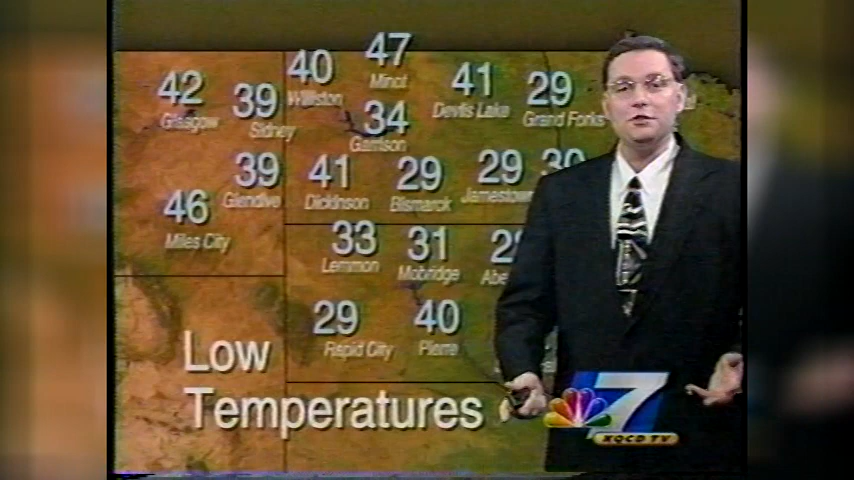 47
Minot
40
Williston
42
Glasgow
39
Sidney
41
Devils Lake
29
Grand Forks
34
Garrison
39
Glendive
41
Dickinson
29
Bismarck
29
Jamestown
46
Miles City
33
Lemmon
31
Mobridge
29
Rapid City
40
Pierre
Low
Temperatures
7
KQCD TV